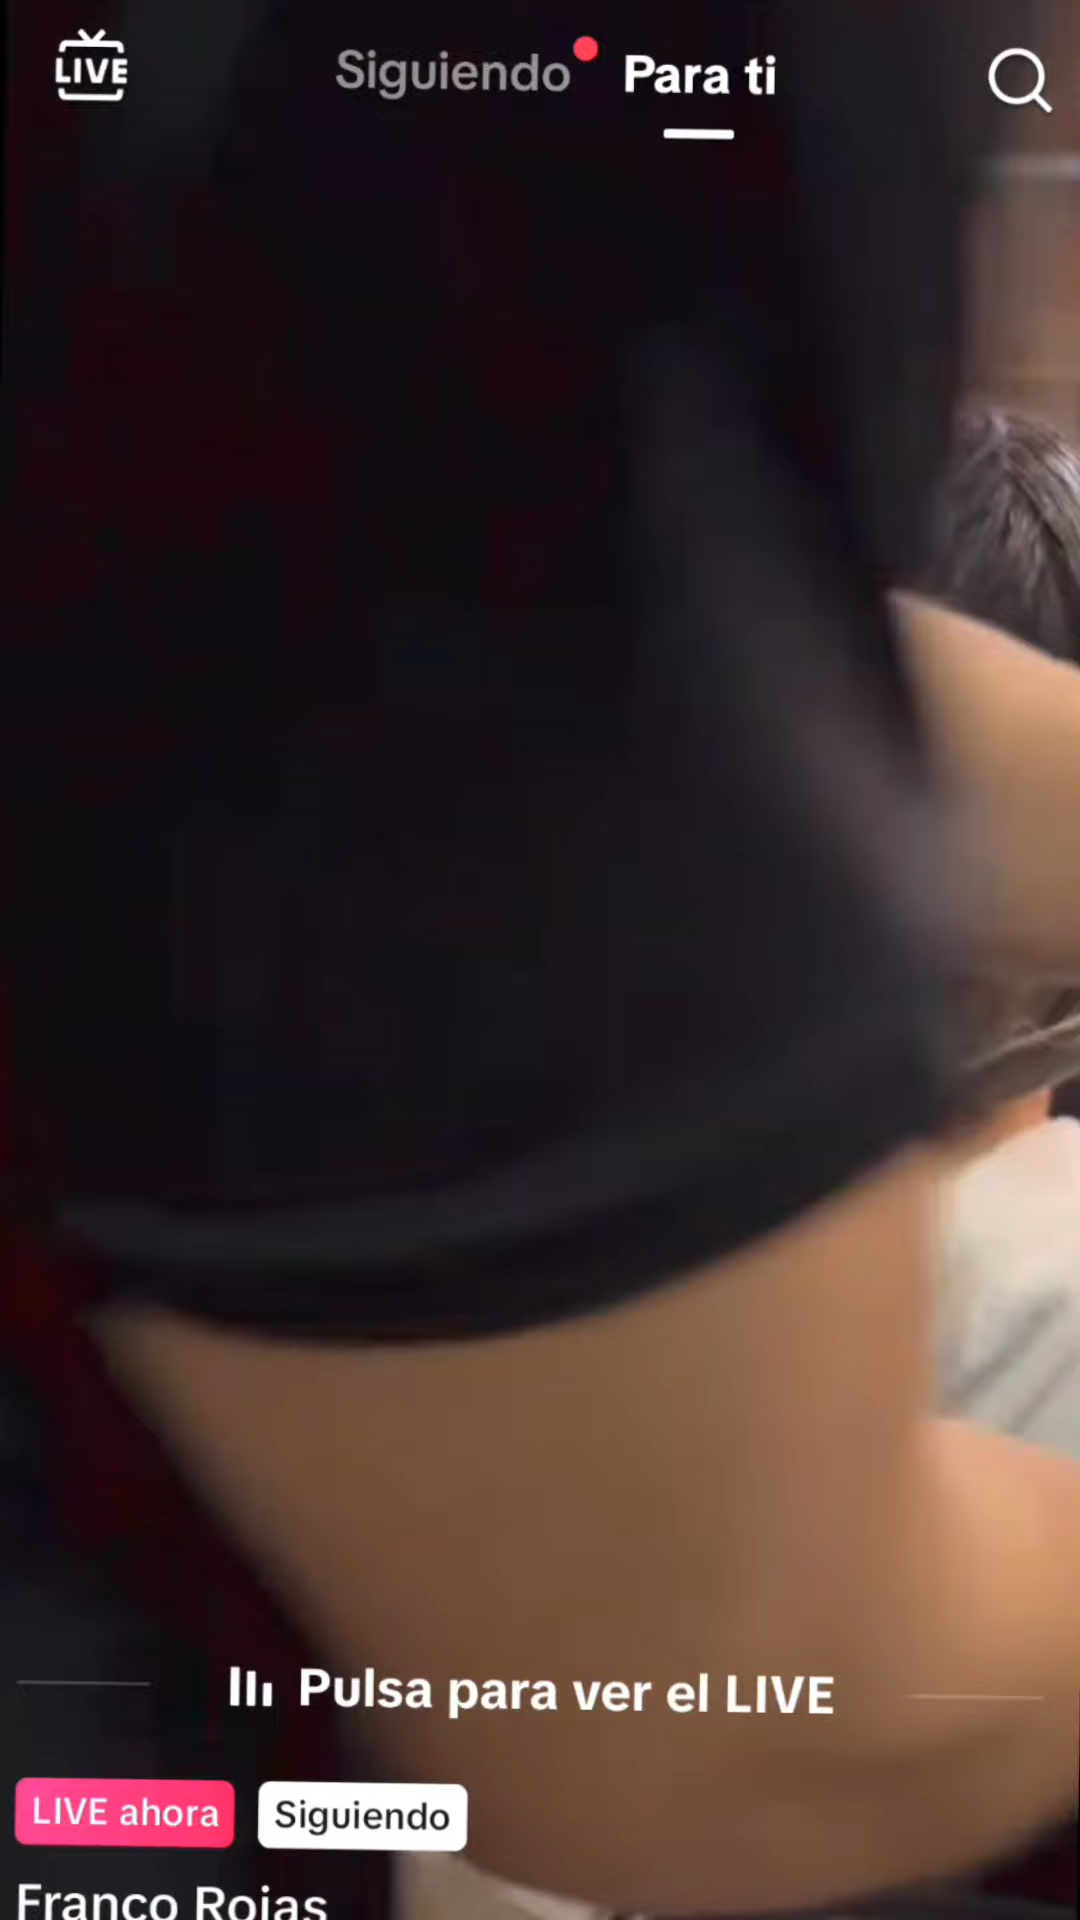 LIVE
Siguiendo
Para ti
Pulsa para ver el LIVE
LIVE ahora
Siguiendo
Franco Rojas